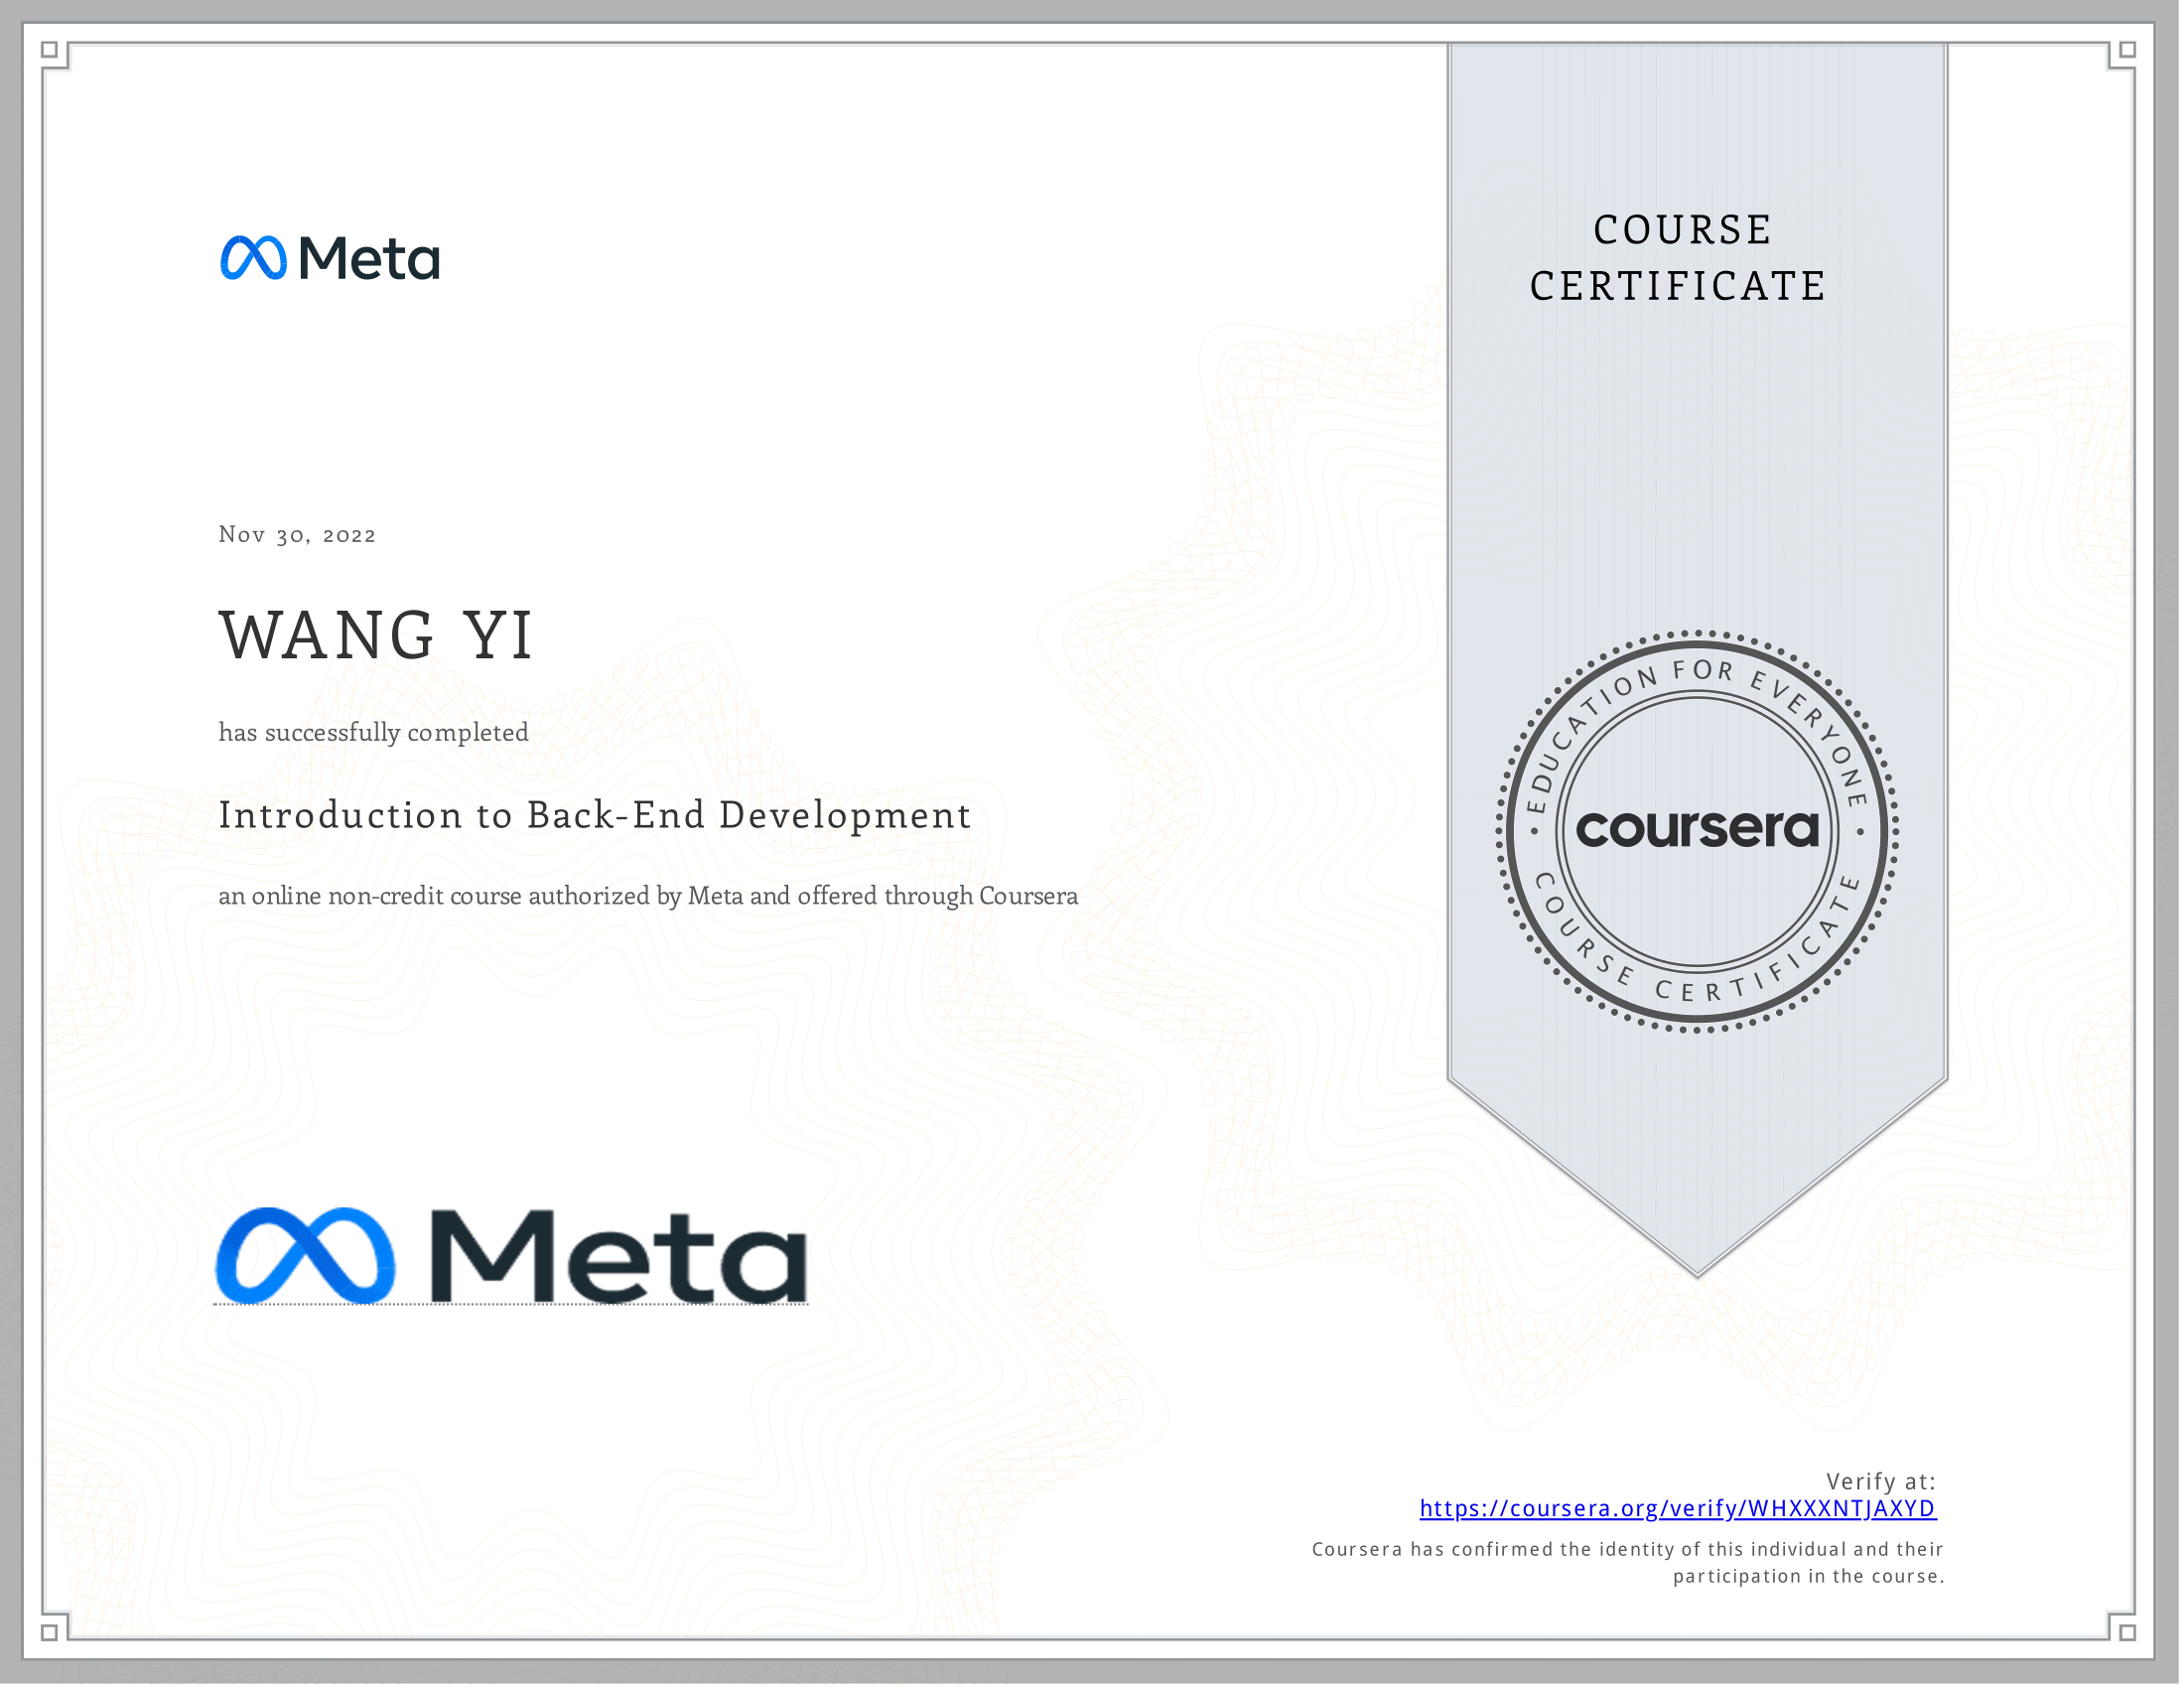 Meta
COURSE
CERTIFICATE
Nov 30, 2022
WANG YI
has successfully completed
Introduction to Back-End Development
an online non-credit course authorized by Meta and offered through Coursera
EDUCATION FOR EVERYONE
coursera
COURSE CERTIFICATE
Meta
Verify at:
https://coursera.org/verify/WHXXXNTJAXYD
Coursera has confirmed the identity of this individual and their
participation in the course.